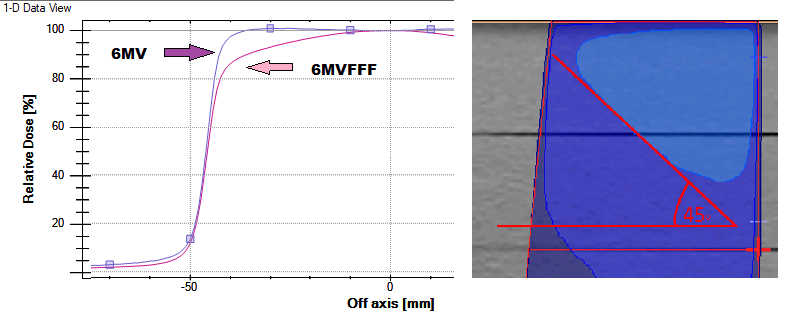 1-D Data View
100
80
60
40
20
Relative Dose [%]
6MV
6MVFFF
-50
0
Off axis [mm]
45